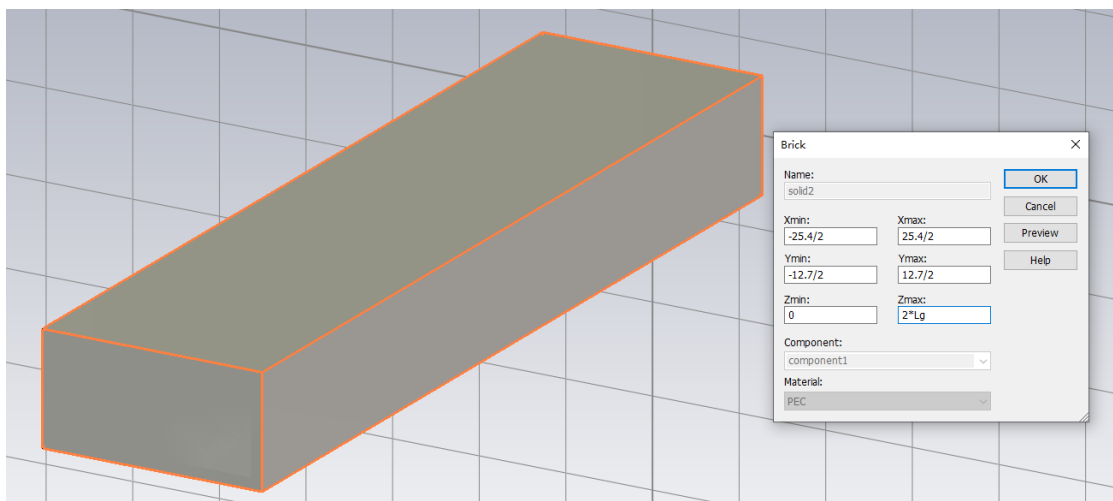 Brick
Name:
OK
solid2
Cancel
Xmin:
Xmax:
-25.4/2
25.4/2
Preview
Ymin:
Ymax:
Help
-12.7/2
12.7/2
Zmin:
Zmax:
0
2*Lg
Component:
component1
Material:
PEC